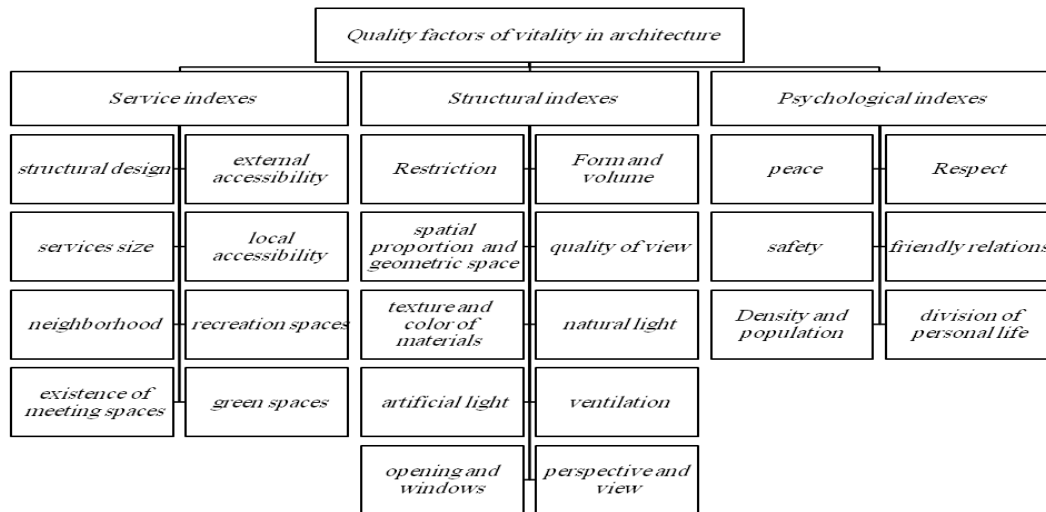 Quality factors of vitality in architecture
Service indexes
Structural indexes
Psychological indexes
structural design
external
accessibility
Restriction
Form and
volume
peace
Respect
services size
local
accessibility
spatial
proportion and
geometric space
quality of view
safety
friendly relations
neighborhood
recreation spaces
texture and
color of
materials
natural light
Density and
population
division of
personal life
existence of
meeting spaces
green spaces
artificial light
ventilation
opening and
windows
perspective and
view